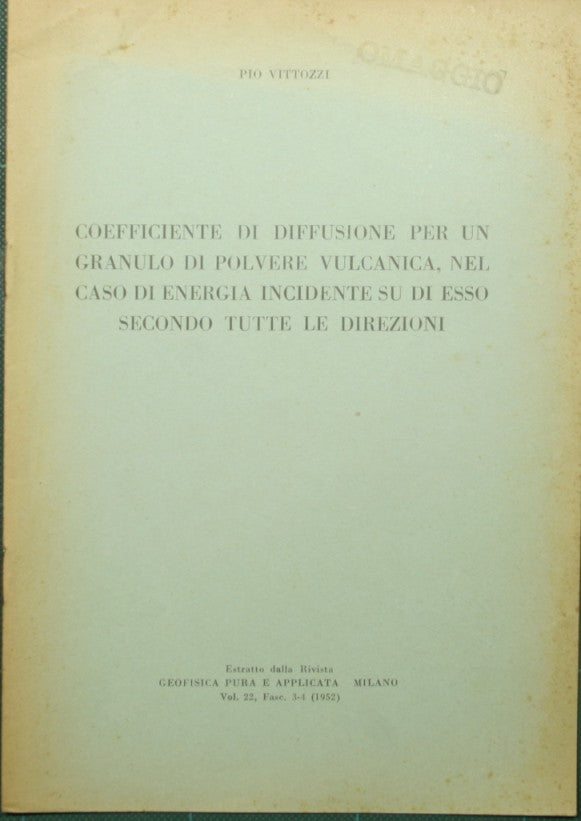 PIO VITTOZZI
OMAGGIO
COEFFICIENTE DI DIFFUSIONE PER UN
GRANULO DI POLVERE VULCANICA, NEL
CASO DI ENERGIA INCIDENTE SU DI ESSO
SECONDO TUTTE LE DIREZIONI
Estratto dalla Rivista
GEOFISICA PURA E APPLICATA MILANO
Vol. 22, Fasc. 3-4 (1952)